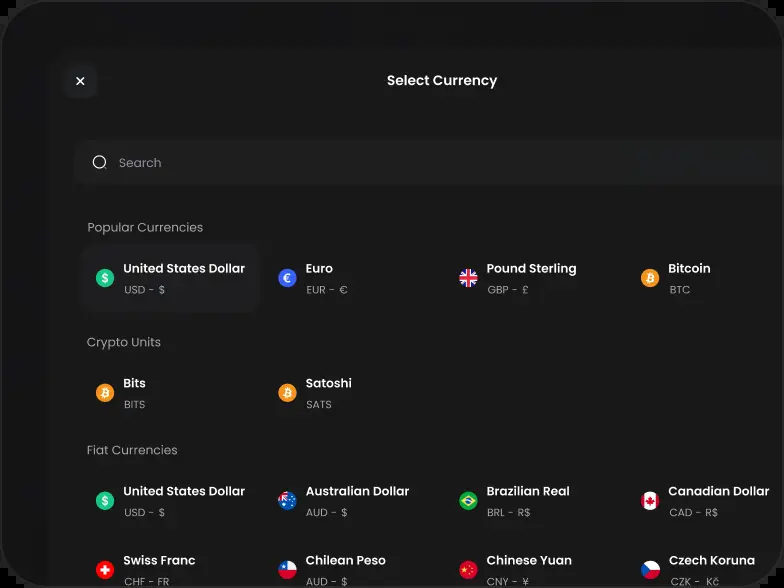 Select Currency
Search
Popular Currencies
United States Dollar
USD - $
Euro
EUR - €
Pound Sterling
GBP - £
Bitcoin
BTC
Crypto Units
Bits
BITS
Satoshi
SATS
Fiat Currencies
United States Dollar
USD - $
Australian Dollar
AUD - $
Brazilian Real
BRL - R$
Canadian Dollar
CAD - R$
Swiss Franc
CHF - FR
Chilean Peso
AUD - $
Chinese Yuan
CNY - ¥
Czech Koruna
CZK - Kč